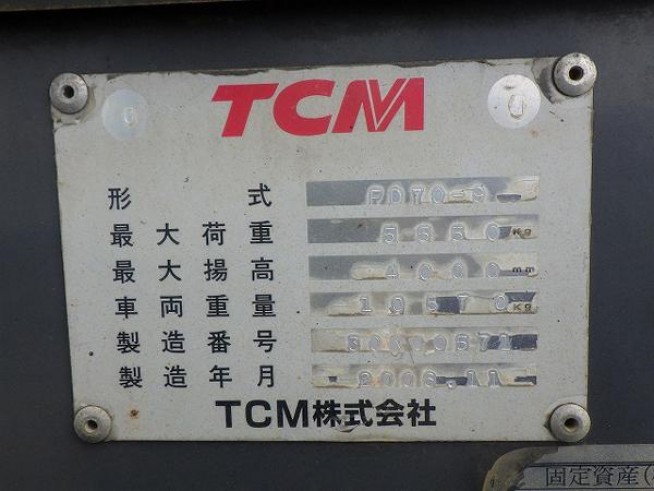 TCM
形式
最大荷重 5550 Kg
最大揚高 4000 mm
車両重量 10570 Kg
製造番号
製造年月
TCM株式会社
固定資産